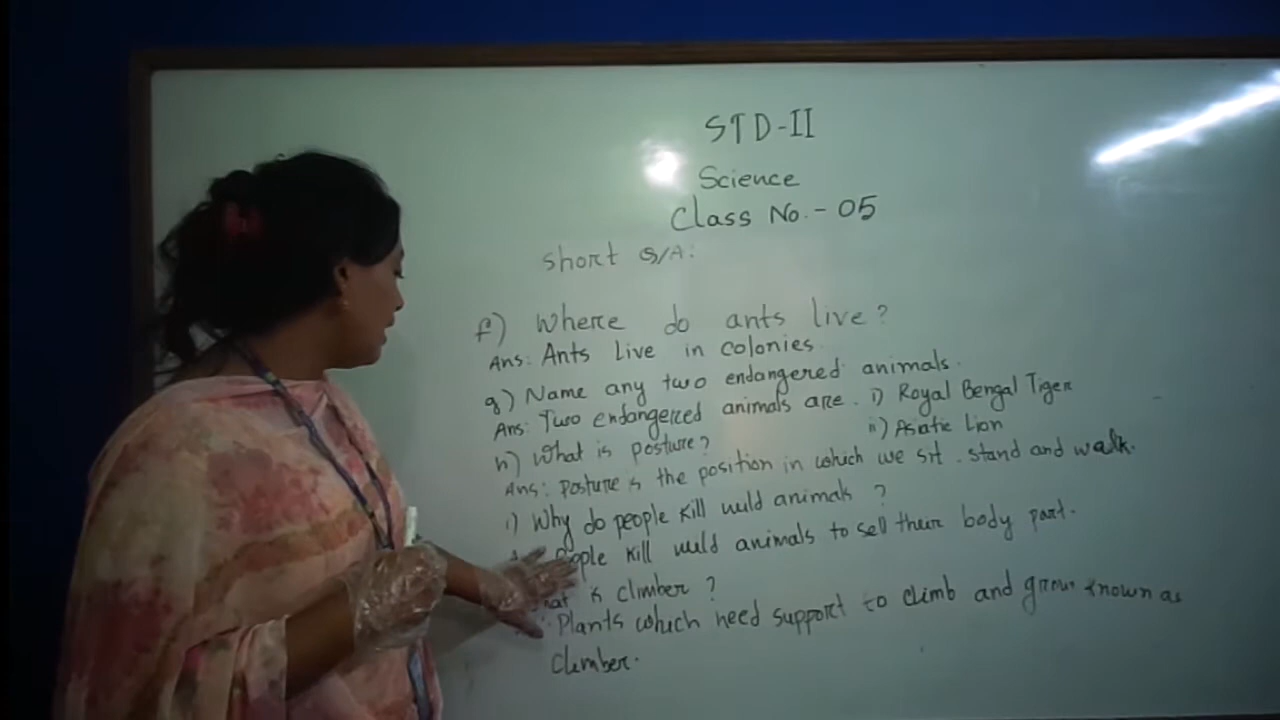 STD-II
Science
Class No.- 05
Short Q/A:
f) Where do ants live?
Ans: Ants live in colonies.
g) Name any two endangered animals.
Ans: Two endangered animals are. i) Royal Bengal Tiger
ii) Asiatic Lion
h) What is posture?
Ans: Posture is the position in which we sit. stand and walk.
i) Why do people kill wild animals ?
People kill wild animals to sell their body part.
is climber ?
Plants which need support to climb and grow known as
climber.